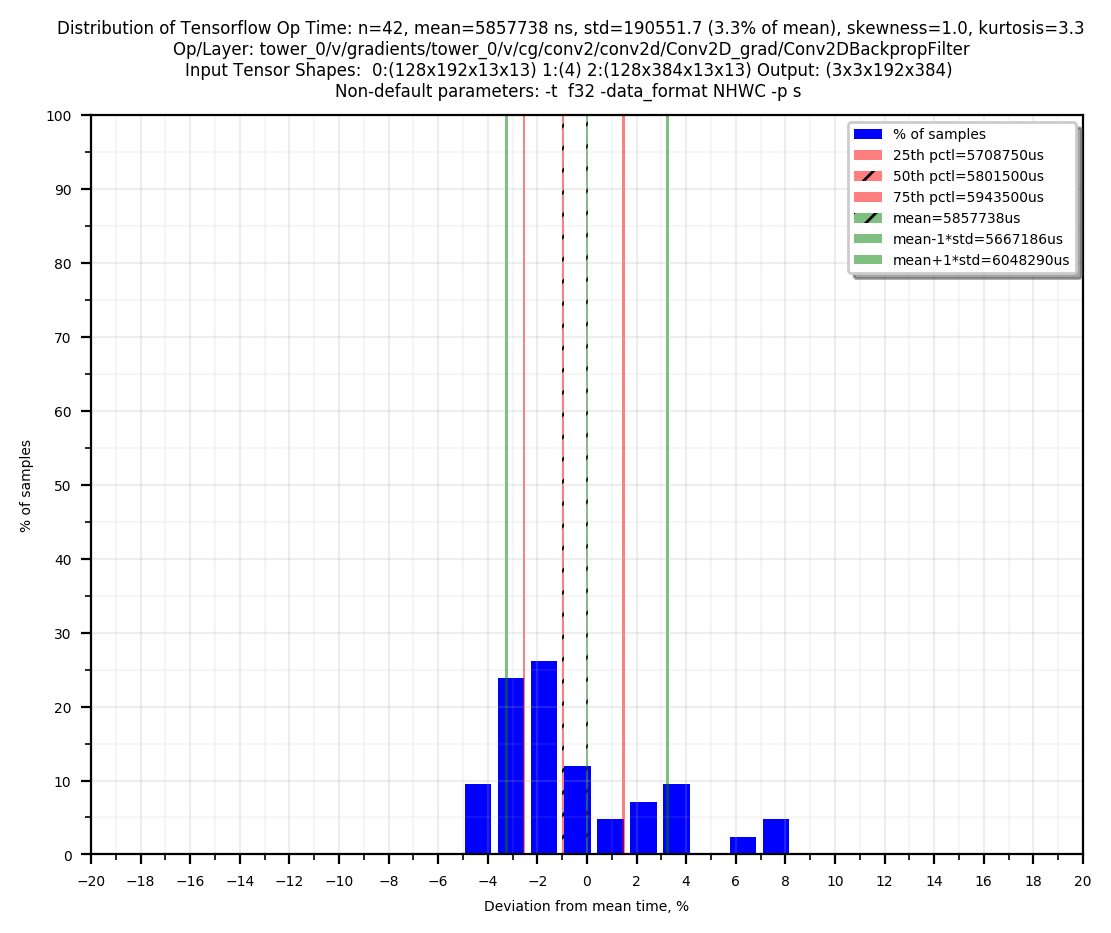 Distribution of Tensorflow Op Time: n=42, mean=5857738 ns, std=190551.7 (3.3% of mean), skewness=1.0, kurtosis=3.3
Op/Layer: tower_0/v/gradients/tower_0/v/cg/conv2/conv2d/Conv2D_grad/Conv2DBackpropFilter
Input Tensor Shapes:  0:(128x192x13x13) 1:(4) 2:(128x384x13x13) Output: (3x3x192x384)
Non-default parameters: -t  f32 -data_format NHWC -p s
% of samples
25th pctl=5708750us
50th pctl=5801500us
75th pctl=5943500us
mean=5857738us
mean-1*std=5667186us
mean+1*std=6048290us
100
90
80
70
60
50
40
30
20
10
0
% of samples
−20 −18 −16 −14 −12 −10 −8 −6 −4 −2 0 2 4 6 8 10 12 14 16 18 20
Deviation from mean time, %